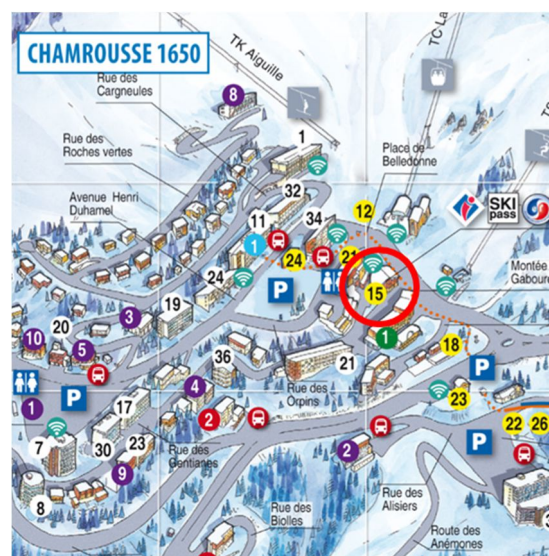 CHAMROUSSE 1650
TK Aiguille
TC La
Rue des
Cargneules
8
1
Rue des
Roches vertes
Place de
Belledonne
Avenue Henri
Duhamel
32
12
SKI
pass
11
34
1
24
21
Montée
Gabour
24
P
15
19
3
20
10
5
1
18
P
36
21
23
4
Rue des
Orpins
1
P
17
2
22
26
7
30
23
Rue des
Gentianes
2
P
9
8
Rue des
Biolles
Rue des
Alisiers
Route des
Anémones